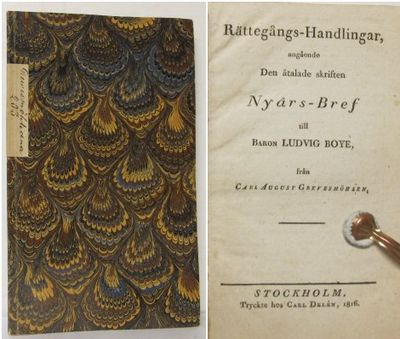 Rättegångs-Handlingar,
angående
Den åtalade skriften
Nyårs-Bref
till
BARON LUDVIG BOYE,
från
CARL AUGUST GREVESMÖHLEN,
STOCKHOLM,
Tryckte hos CARL DELÉN, 1816.